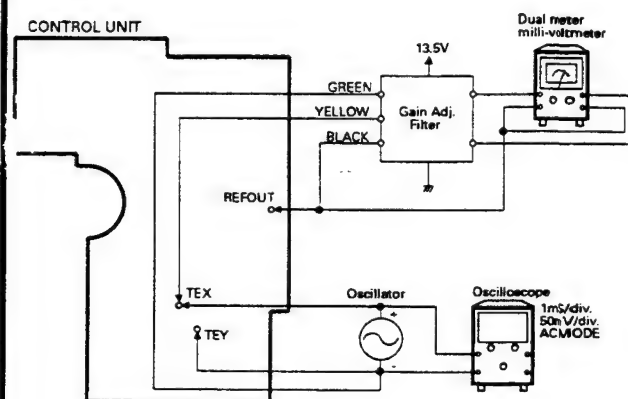 CONTROL UNIT
Dual meter
milli-voltmeter
13.5V
GREEN
YELLOW
BLACK
Gain Adj.
Filter
REFOUT
TEX
TEY
Oscillator
+
-
Oscilloscope
1mS/div.
50mV/div.
ACMODE